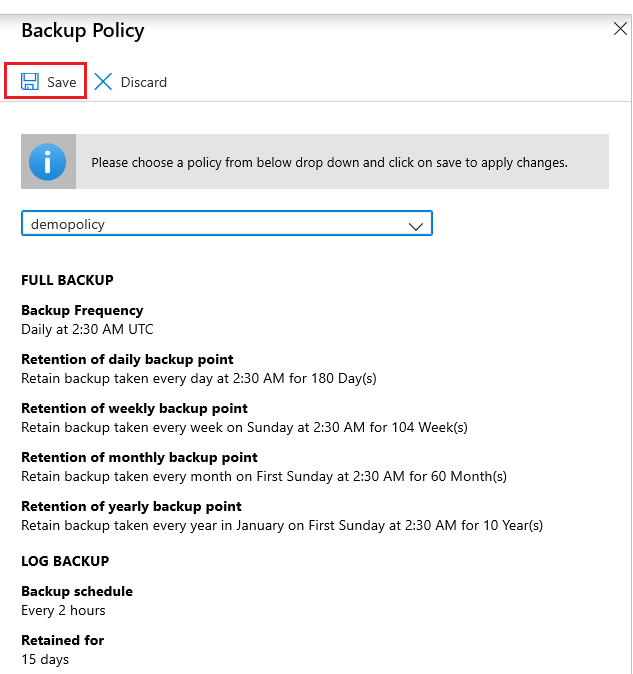 Backup Policy
Save
Discard
Please choose a policy from below drop down and click on save to apply changes.
demopolicy
FULL BACKUP
Backup Frequency
Daily at 2:30 AM UTC
Retention of daily backup point
Retain backup taken every day at 2:30 AM for 180 Day(s)
Retention of weekly backup point
Retain backup taken every week on Sunday at 2:30 AM for 104 Week(s)
Retention of monthly backup point
Retain backup taken every month on First Sunday at 2:30 AM for 60 Month(s)
Retention of yearly backup point
Retain backup taken every year in January on First Sunday at 2:30 AM for 10 Year(s)
LOG BACKUP
Backup schedule
Every 2 hours
Retained for
15 days